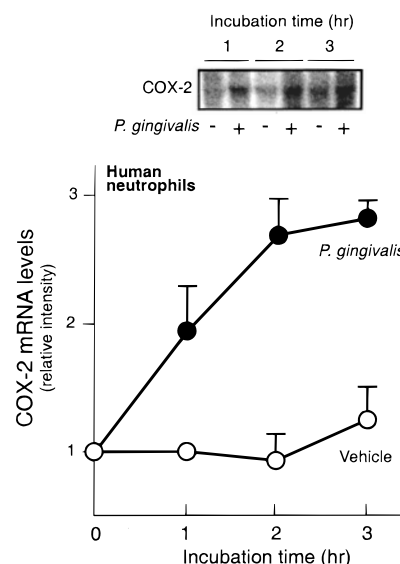 Incubation time (hr)
1 2 3
COX-2
P. gingivalis - + - + - +
Human
neutrophils
3
P. gingivalis
COX-2 mRNA levels
(relative intensity)
2
1
Vehicle
0 1 2 3
Incubation time (hr)